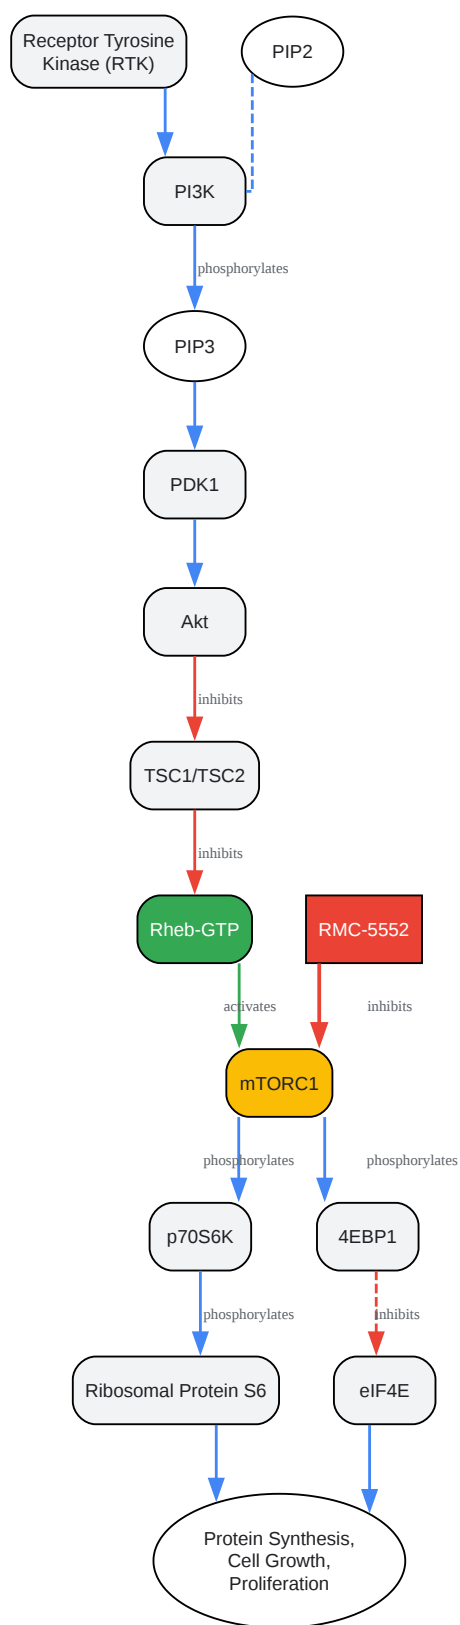 Receptor Tyrosine
Kinase (RTK)
PIP2
PI3K
phosphorylates
PIP3
PDK1
Akt
inhibits
TSC1/TSC2
inhibits
Rheb-GTP
RMC-5552
activates
inhibits
mTORC1
phosphorylates
phosphorylates
p70S6K
4EBP1
phosphorylates
inhibits
Ribosomal Protein S6
eIF4E
Protein Synthesis,
Cell Growth,
Proliferation